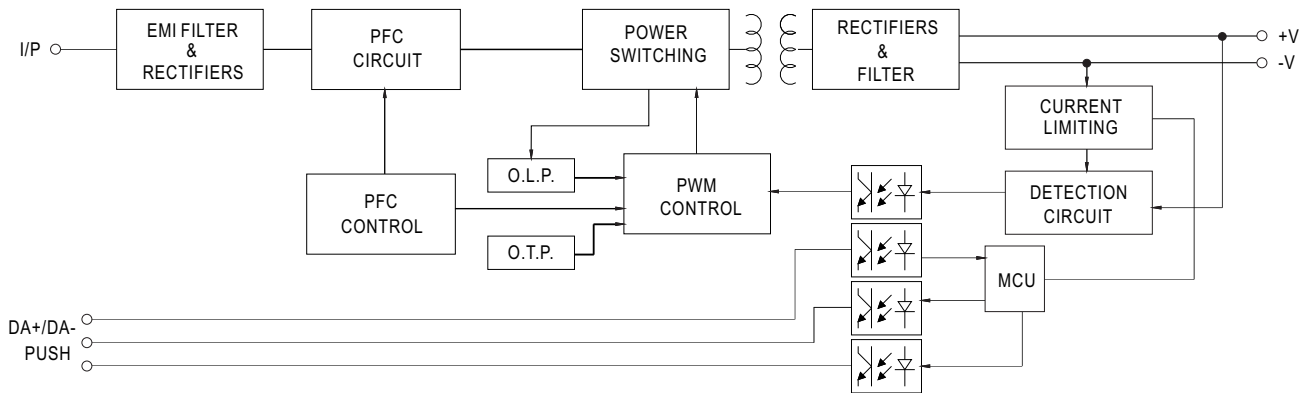 I/P
EMI FILTER
&
RECTIFIERS
PFC
CIRCUIT
POWER
SWITCHING
RECTIFIERS
&
FILTER
+V
-V
CURRENT
LIMITING
O.L.P.
PWM
CONTROL
DETECTION
CIRCUIT
PFC
CONTROL
O.T.P.
MCU
DA+/DA-
PUSH